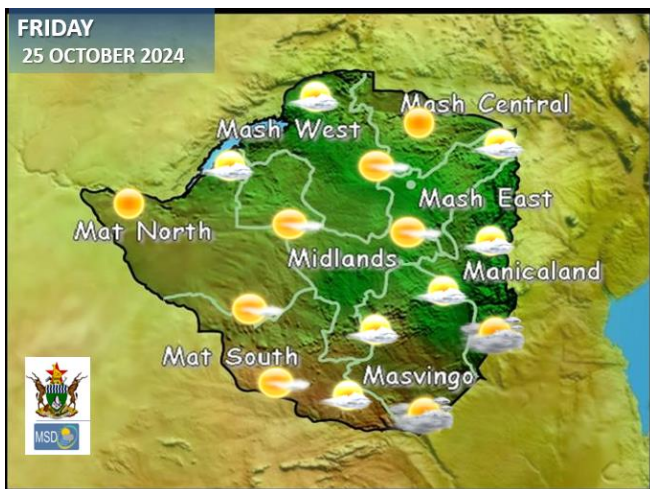 FRIDAY
25 OCTOBER 2024
Mash Central
Mash West
Mash East
Mat North
Midlands
Manicaland
Mat South
Masvingo
MSD